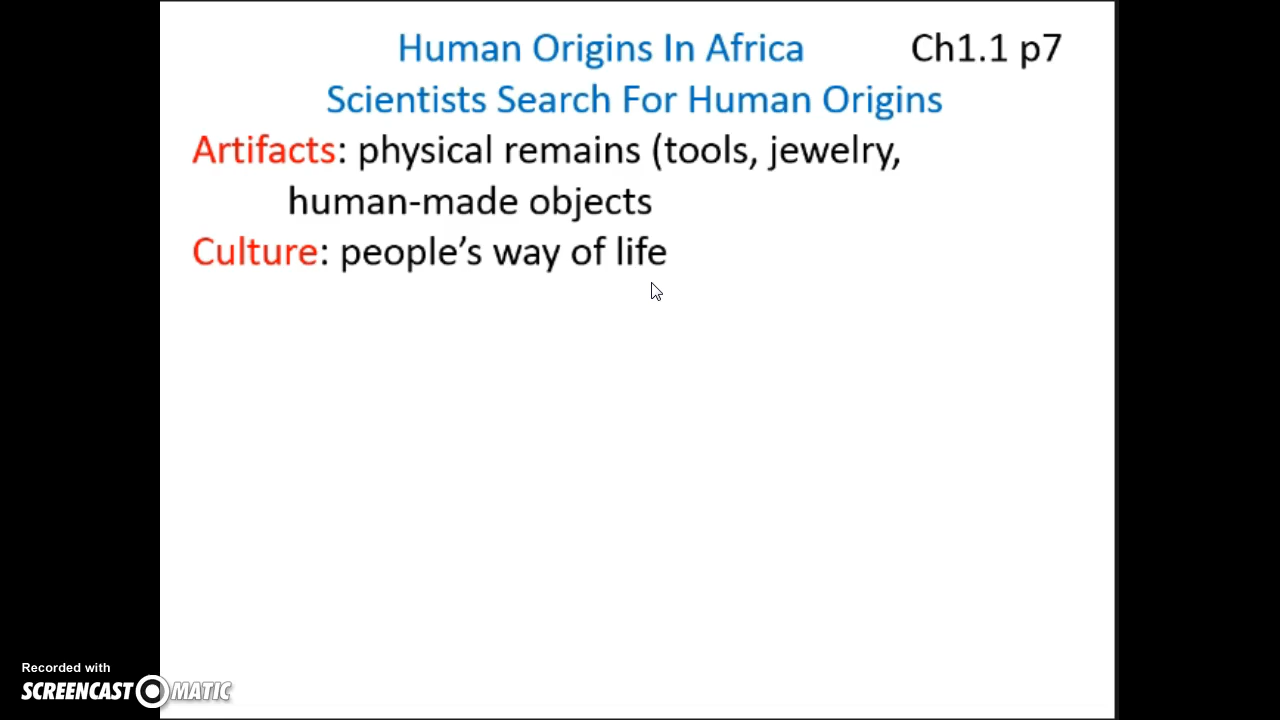 Human Origins In Africa Ch1.1 p7
Scientists Search For Human Origins
Artifacts: physical remains (tools, jewelry,
human-made objects
Culture: people’s way of life
Recorded with
SCREENCAST MATIC